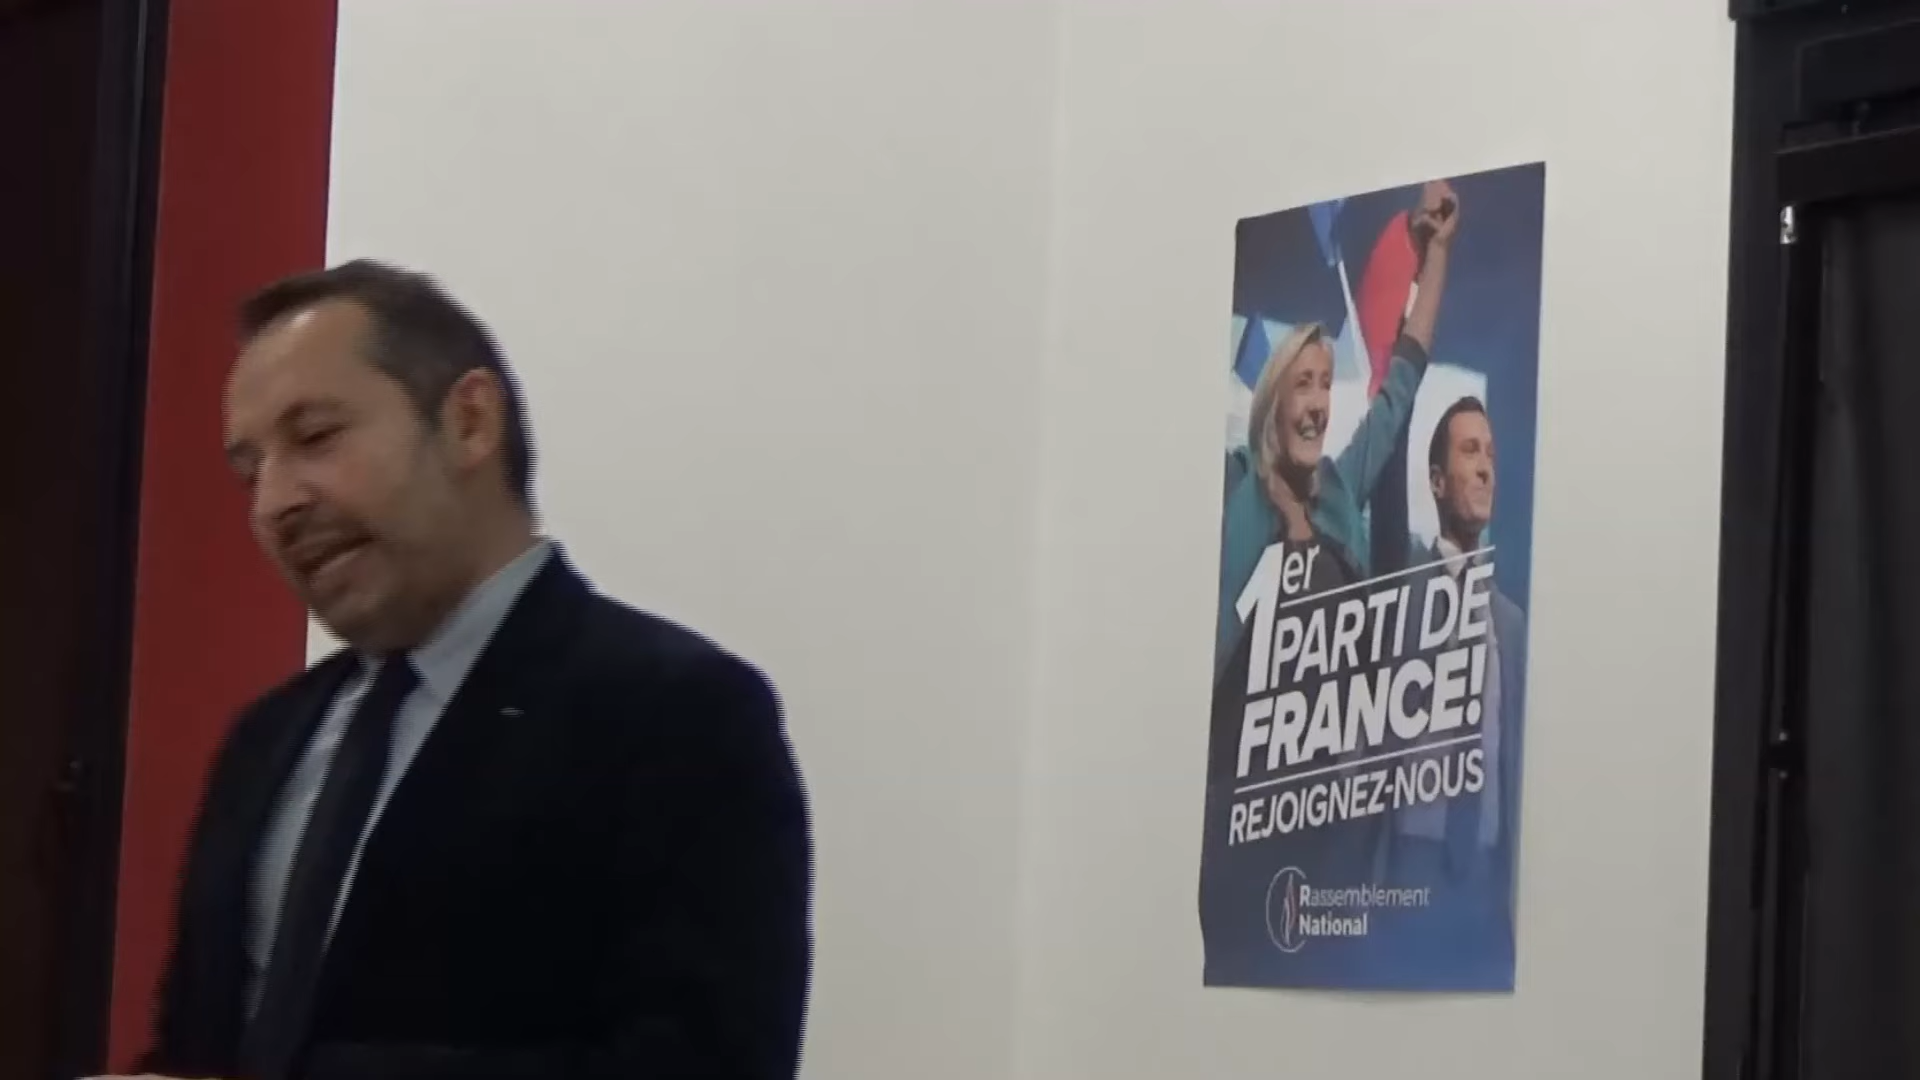 1er
PARTI DE
FRANCE!
REJOIGNEZ-NOUS
Rassemblement
National